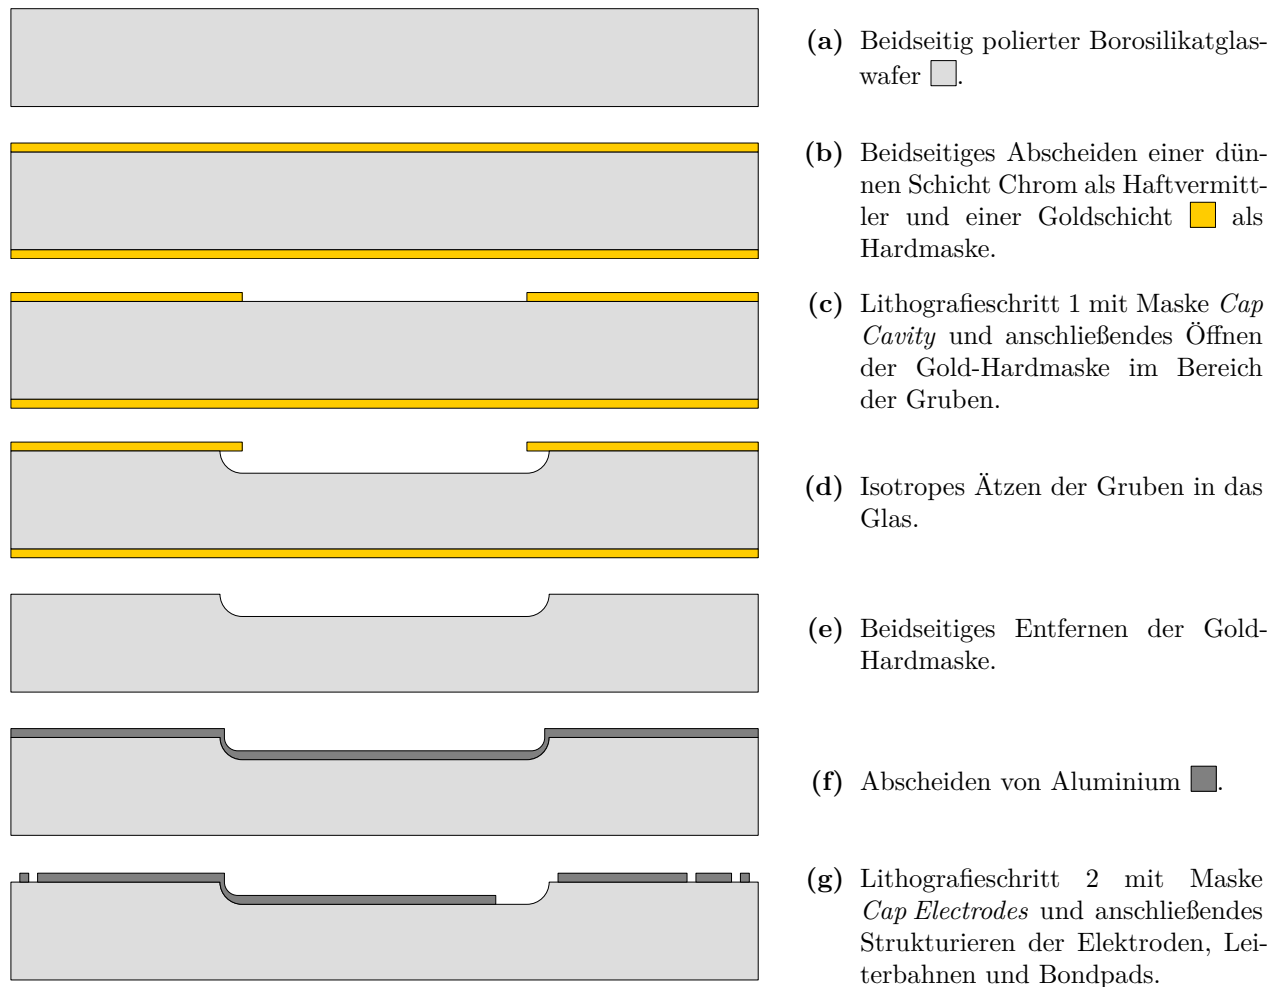 (a) Beidseitig polierter Borosilikatglas-
wafer .
(b) Beidseitiges Abscheiden einer dün-
nen Schicht Chrom als Haftvermitt-
ler und einer Goldschicht als
Hardmaske.
(c) Lithografieschritt 1 mit Maske Cap
Cavity und anschließendes Öffnen
der Gold-Hardmaske im Bereich
der Gruben.
(d) Isotropes Ätzen der Gruben in das
Glas.
(e) Beidseitiges Entfernen der Gold-
Hardmaske.
(f) Abscheiden von Aluminium .
(g) Lithografieschritt 2 mit Maske
Cap Electrodes und anschließendes
Strukturieren der Elektroden, Lei-
terbahnen und Bondpads.